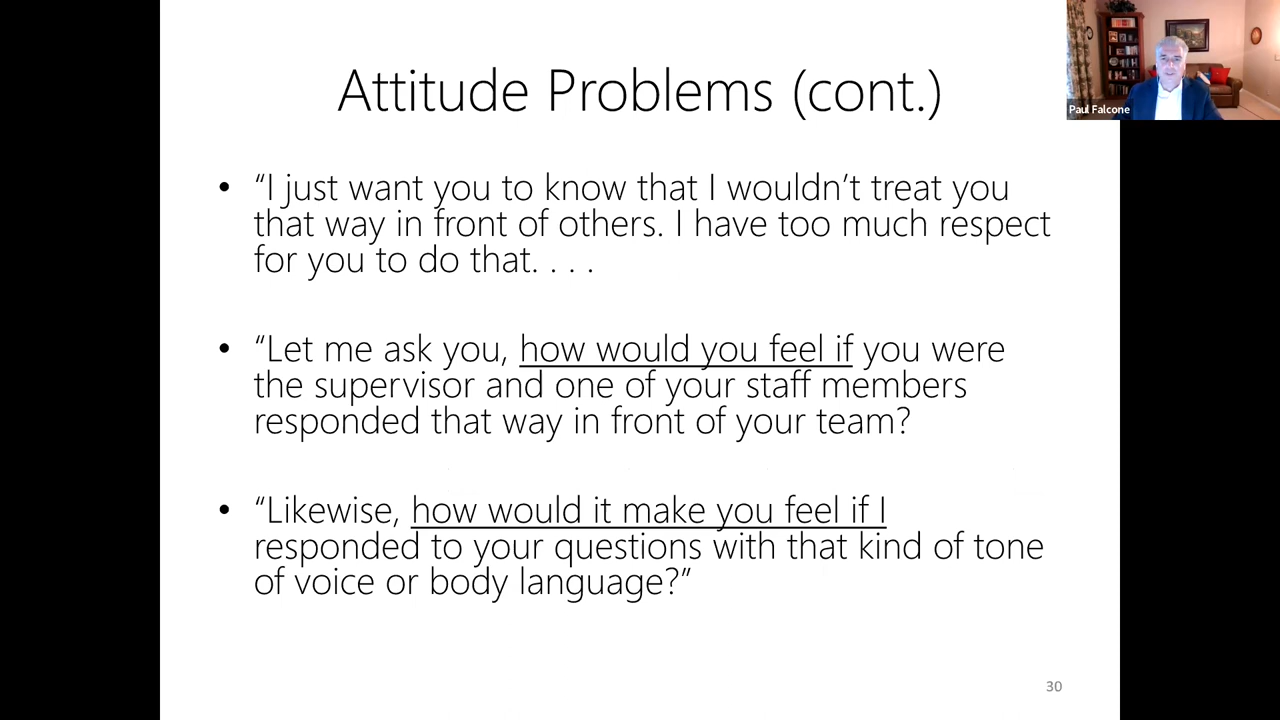 Attitude Problems (cont.)
Paul Falcone
• “I just want you to know that I wouldn’t treat you
that way in front of others. I have too much respect
for you to do that. . . .
• “Let me ask you, how would you feel if you were
the supervisor and one of your staff members
responded that way in front of your team?
• “Likewise, how would it make you feel if I
responded to your questions with that kind of tone
of voice or body language?”
30